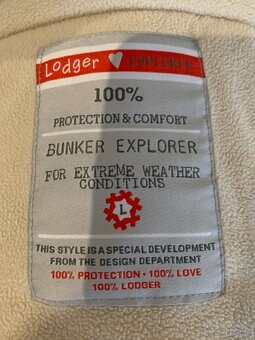 Lodger EXPLORER
100%
PROTECTION & COMFORT
BUNKER EXPLORER
FOR EXTREME WEATHER
CONDITIONS
L
THIS STYLE IS A SPECIAL DEVELOPMENT
FROM THE DESIGN DEPARTMENT
100% PROTECTION · 100% LOVE
100% LODGER